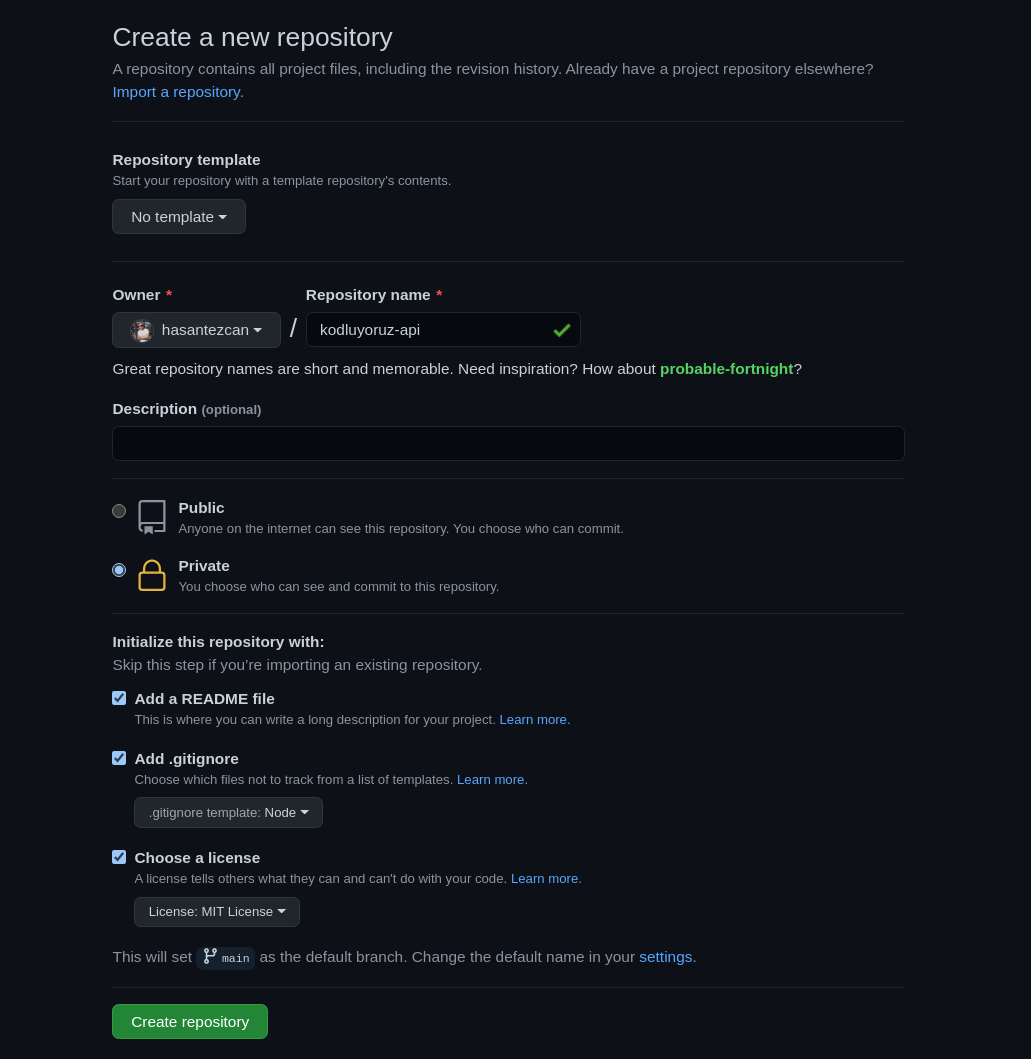 Create a new repository
A repository contains all project files, including the revision history. Already have a project repository elsewhere?
Import a repository.
Repository template
Start your repository with a template repository's contents.
No template
Owner * Repository name *
hasantezcan / kodluyoruz-api
Great repository names are short and memorable. Need inspiration? How about probable-fortnight?
Description (optional)
Public
Anyone on the internet can see this repository. You choose who can commit.
Private
You choose who can see and commit to this repository.
Initialize this repository with:
Skip this step if you’re importing an existing repository.
Add a README file
This is where you can write a long description for your project. Learn more.
Add .gitignore
Choose which files not to track from a list of templates. Learn more.
.gitignore template: Node
Choose a license
A license tells others what they can and can't do with your code. Learn more.
License: MIT License
This will set main as the default branch. Change the default name in your settings.
Create repository